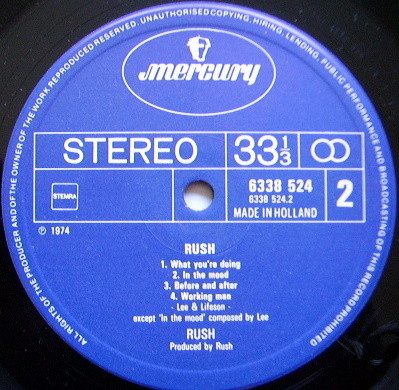 ALL RIGHTS OF THE PRODUCER AND OF THE OWNER OF THE WORK REPRODUCED RESERVED. UNAUTHORISED COPYING, HIRING, LENDING, PUBLIC PERFORMANCE AND BROADCASTING OF THIS RECORD PROHIBITED
mercury
STEREO 33 1/3
STEMRA
6338 524
6338 524.2
MADE IN HOLLAND
2
℗ 1974
RUSH
1. What you're doing
2. In the mood
3. Before and after
4. Working man
- Lee & Lifeson -
except 'In the mood' composed by Lee
RUSH
Produced by Rush